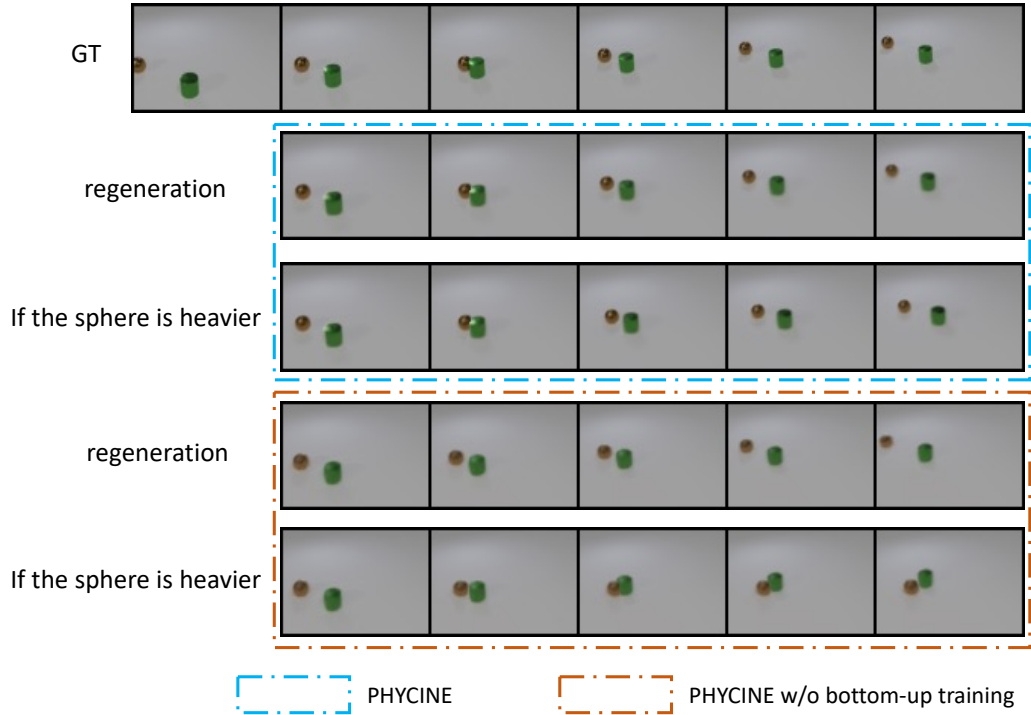 GT
regeneration
If the sphere is heavier
regeneration
If the sphere is heavier
PHYCINE
PHYCINE w/o bottom-up training